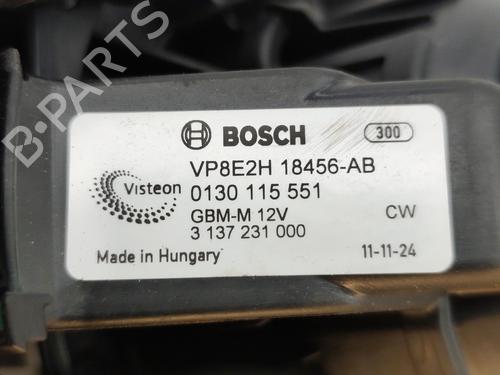 BOSCH
300
VP8E2H 18456-AB
Visteon
0130 115 551
GBM-M 12V
CW
3 137 231 000
Made in Hungary
11-11-24